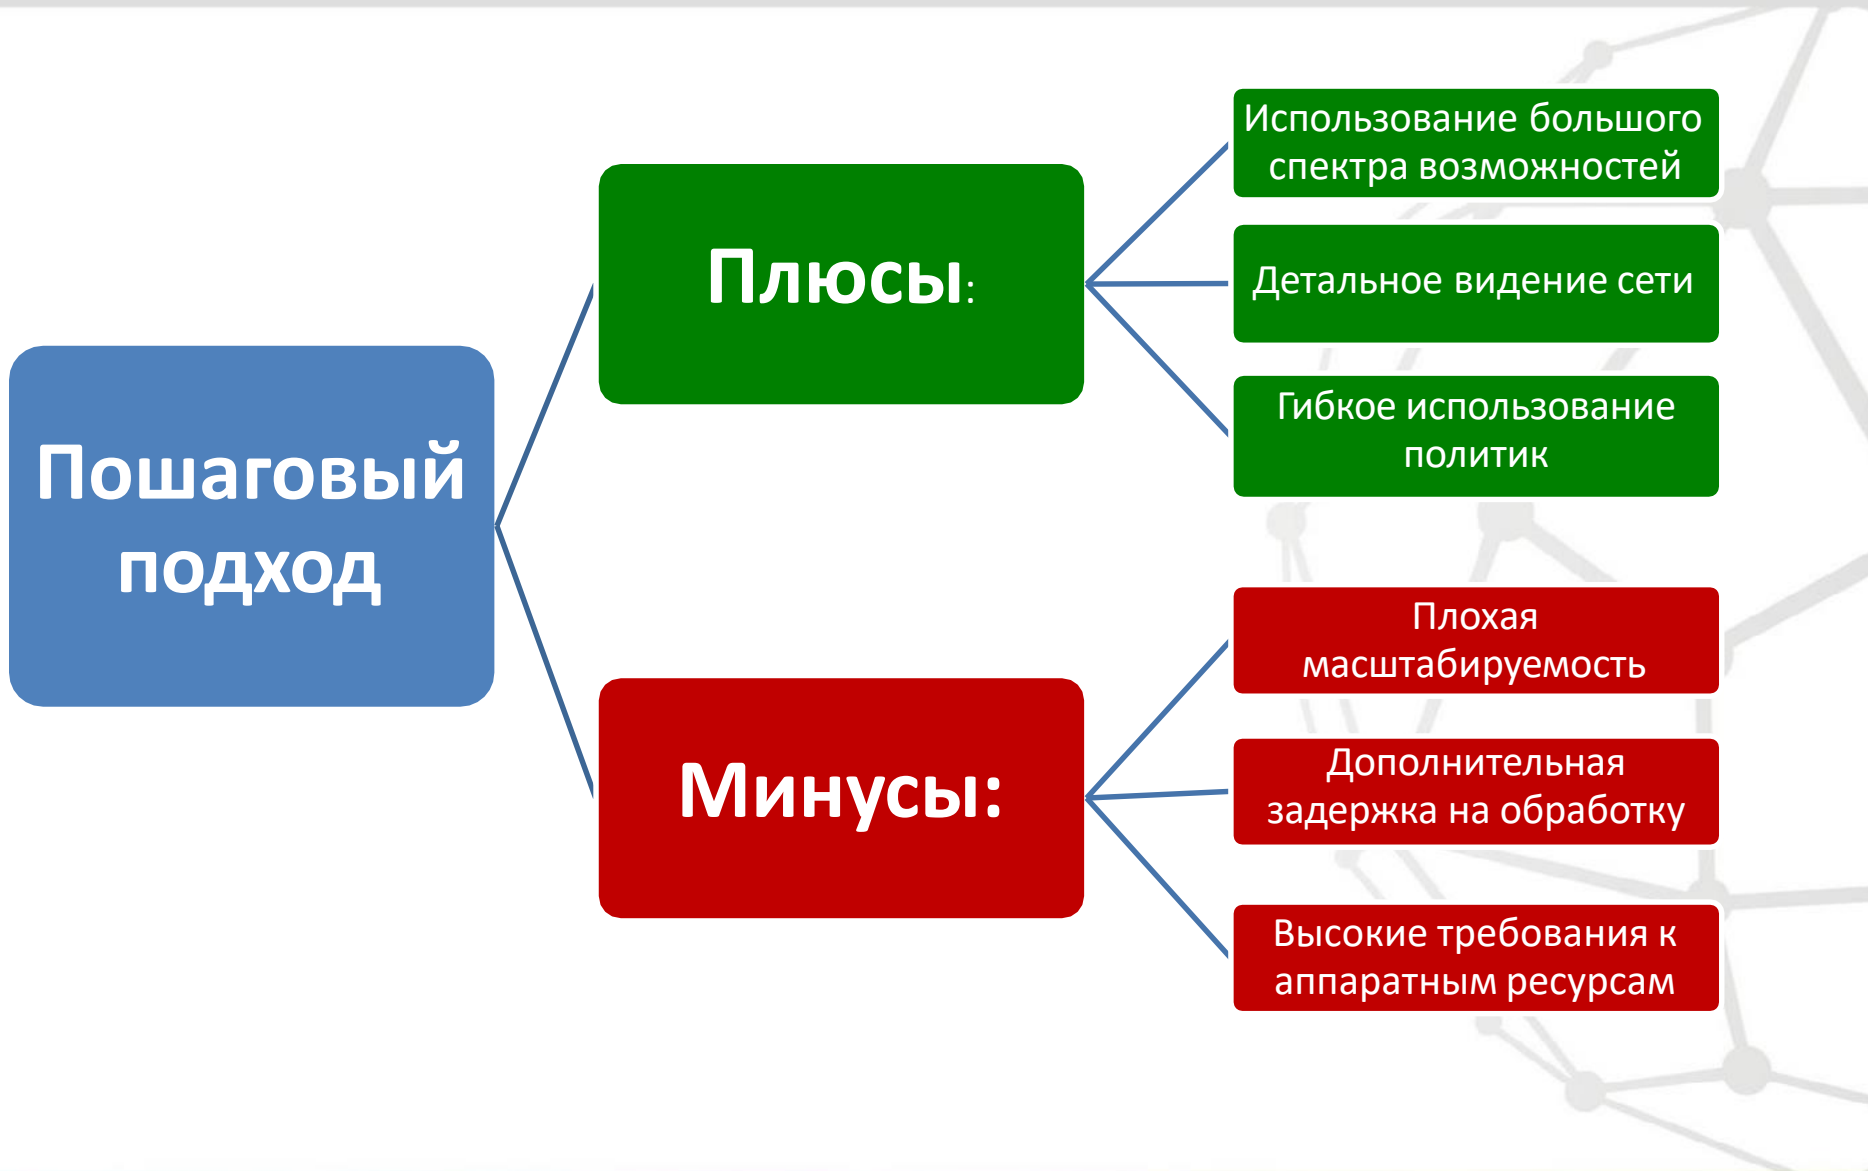 Пошаговый
подход
Плюсы:
Использование большого
спектра возможностей
Детальное видение сети
Гибкое использование
политик
Минусы:
Плохая
масштабируемость
Дополнительная
задержка на обработку
Высокие требования к
аппаратным ресурсам